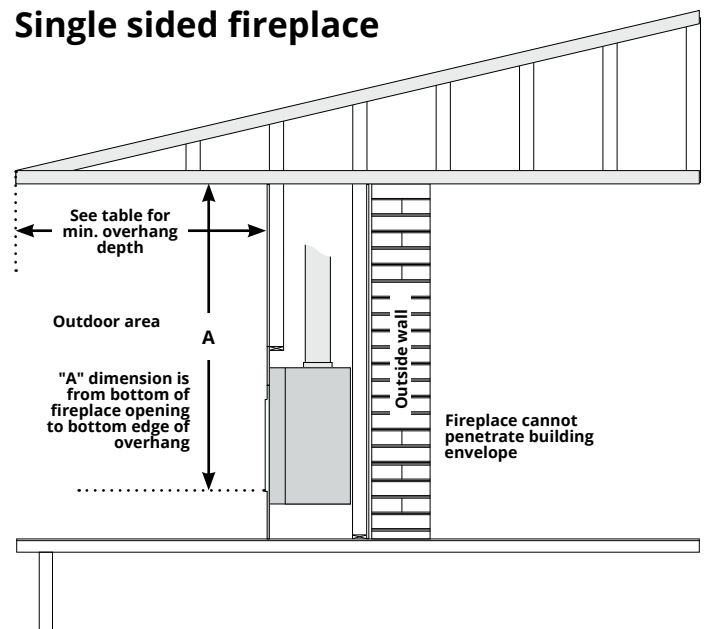 Single sided fireplace
See table for
min. overhang
depth
Outdoor area
A
"A" dimension is
from bottom of
fireplace opening
to bottom edge of
overhang
Outside wall
Fireplace cannot
penetrate building
envelope